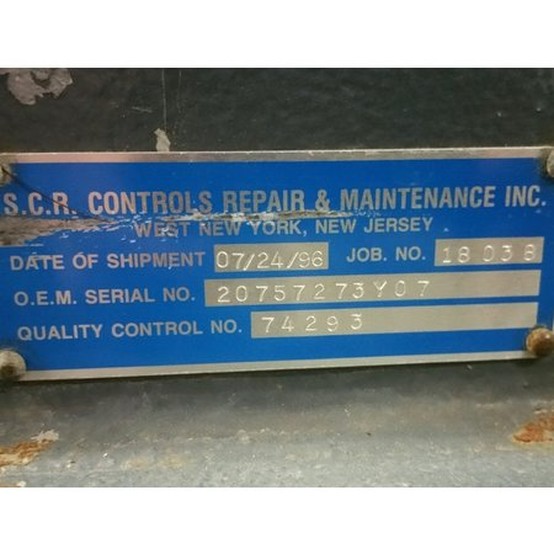 S.C.R. CONTROLS REPAIR & MAINTENANCE INC.
WEST NEW YORK, NEW JERSEY
DATE OF SHIPMENT 07/24/96 JOB. NO. 18038
O.E.M. SERIAL NO. 20757273Y07
QUALITY CONTROL NO. 74293